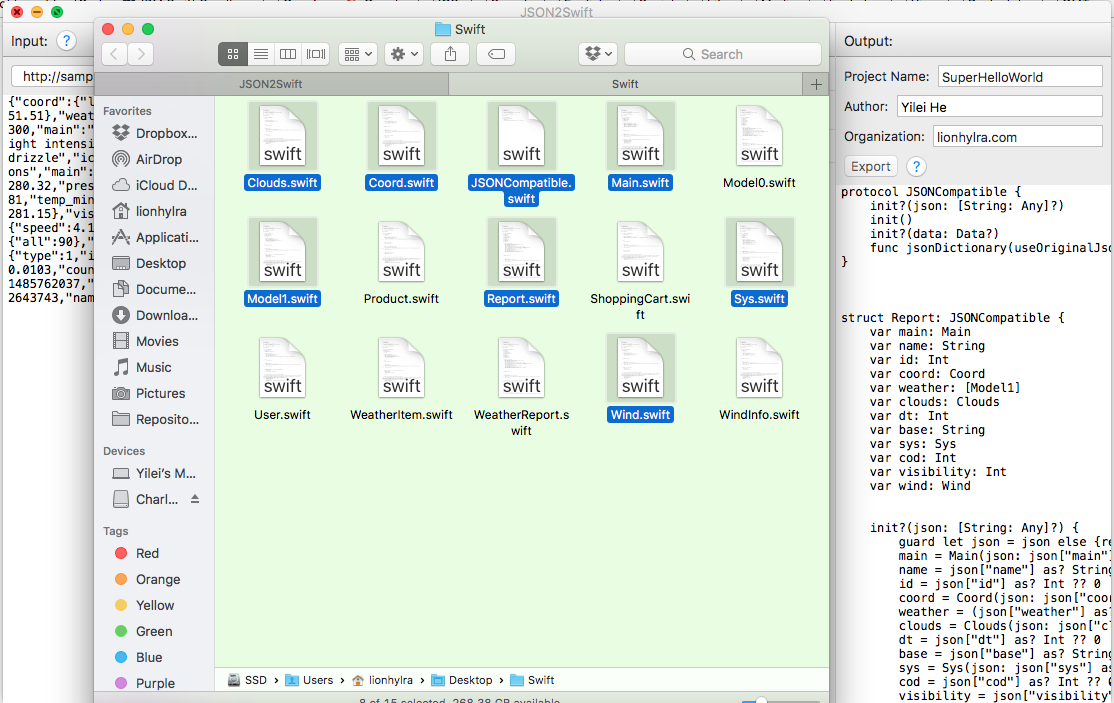 JSON2Swift
Input:
?
http://samp
{"coord":{"l
51.51},"weat
300,"main":"
ight intensi
drizzle","ic
ons","main":
280.32,"pres
81,"temp_min
281.15},"vis
{"speed":4.1
{"all":90},"
{"type":1,"i
0.0103,"coun
1485762037,"
2643743,"nam
Swift
Search
JSON2Swift
Swift
+
Favorites
Dropbox...
AirDrop
iCloud D...
lionhylra
Applicati...
Desktop
Docume...
Downloa...
Movies
Music
Pictures
Reposito...
Devices
Yilei's M...
Charl...
Tags
Red
Orange
Yellow
Green
Blue
Purple
swift
swift
swift
swift
swift
Clouds.swift
Coord.swift
JSONCompatible.
swift
Main.swift
Model0.swift
swift
swift
swift
swift
swift
Model1.swift
Product.swift
Report.swift
ShoppingCart.swi
ft
Sys.swift
swift
swift
swift
swift
swift
User.swift
WeatherItem.swift
WeatherReport.s
wift
Wind.swift
WindInfo.swift
SSD › Users › lionhylra › Desktop › Swift
8 of 15 selected, 268.38 GB available
Output:
Project Name: SuperHelloWorld
Author: Yilei He
Organization: lionhylra.com
Export ?
protocol JSONCompatible {
init?(json: [String: Any]?)
init()
init?(data: Data?)
func jsonDictionary(useOriginalJso
}
struct Report: JSONCompatible {
var main: Main
var name: String
var id: Int
var coord: Coord
var weather: [Model1]
var clouds: Clouds
var dt: Int
var base: String
var sys: Sys
var cod: Int
var visibility: Int
var wind: Wind
init?(json: [String: Any]?) {
guard let json = json else {re
main = Main(json: json["main"]
name = json["name"] as? String
id = json["id"] as? Int ?? 0
coord = Coord(json: json["coor
weather = (json["weather"] as?
clouds = Clouds(json: json["cl
dt = json["dt"] as? Int ?? 0
base = json["base"] as? String
sys = Sys(json: json["sys"] as
cod = json["cod"] as? Int ?? 0
visibility = json["visibility"